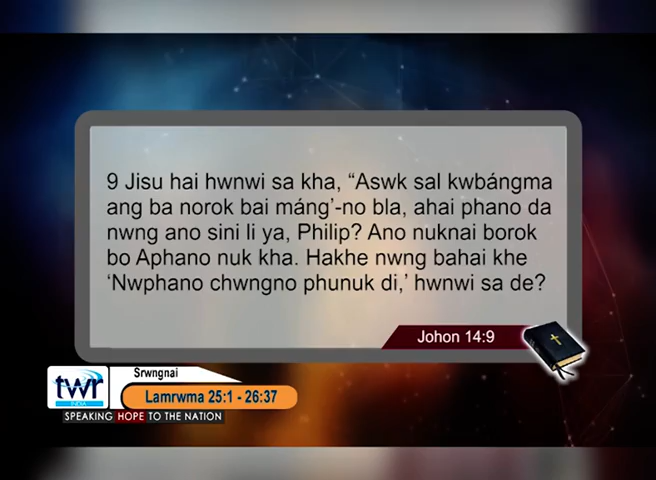 9 Jisu hai hwnwi sa kha, “Aswk sal kwbángma
ang ba norok bai máng’-no bla, ahai phano da
nwng ano sini li ya, Philip? Ano nuknai borok
bo Aphano nuk kha. Hakhe nwng bahai khe
‘Nwphano chwngno phunuk di,’ hwnwi sa de?
Johon 14:9
twr
INDIA
Srwngnai
Lamrwma 25:1 - 26:37
SPEAKING HOPE TO THE NATION